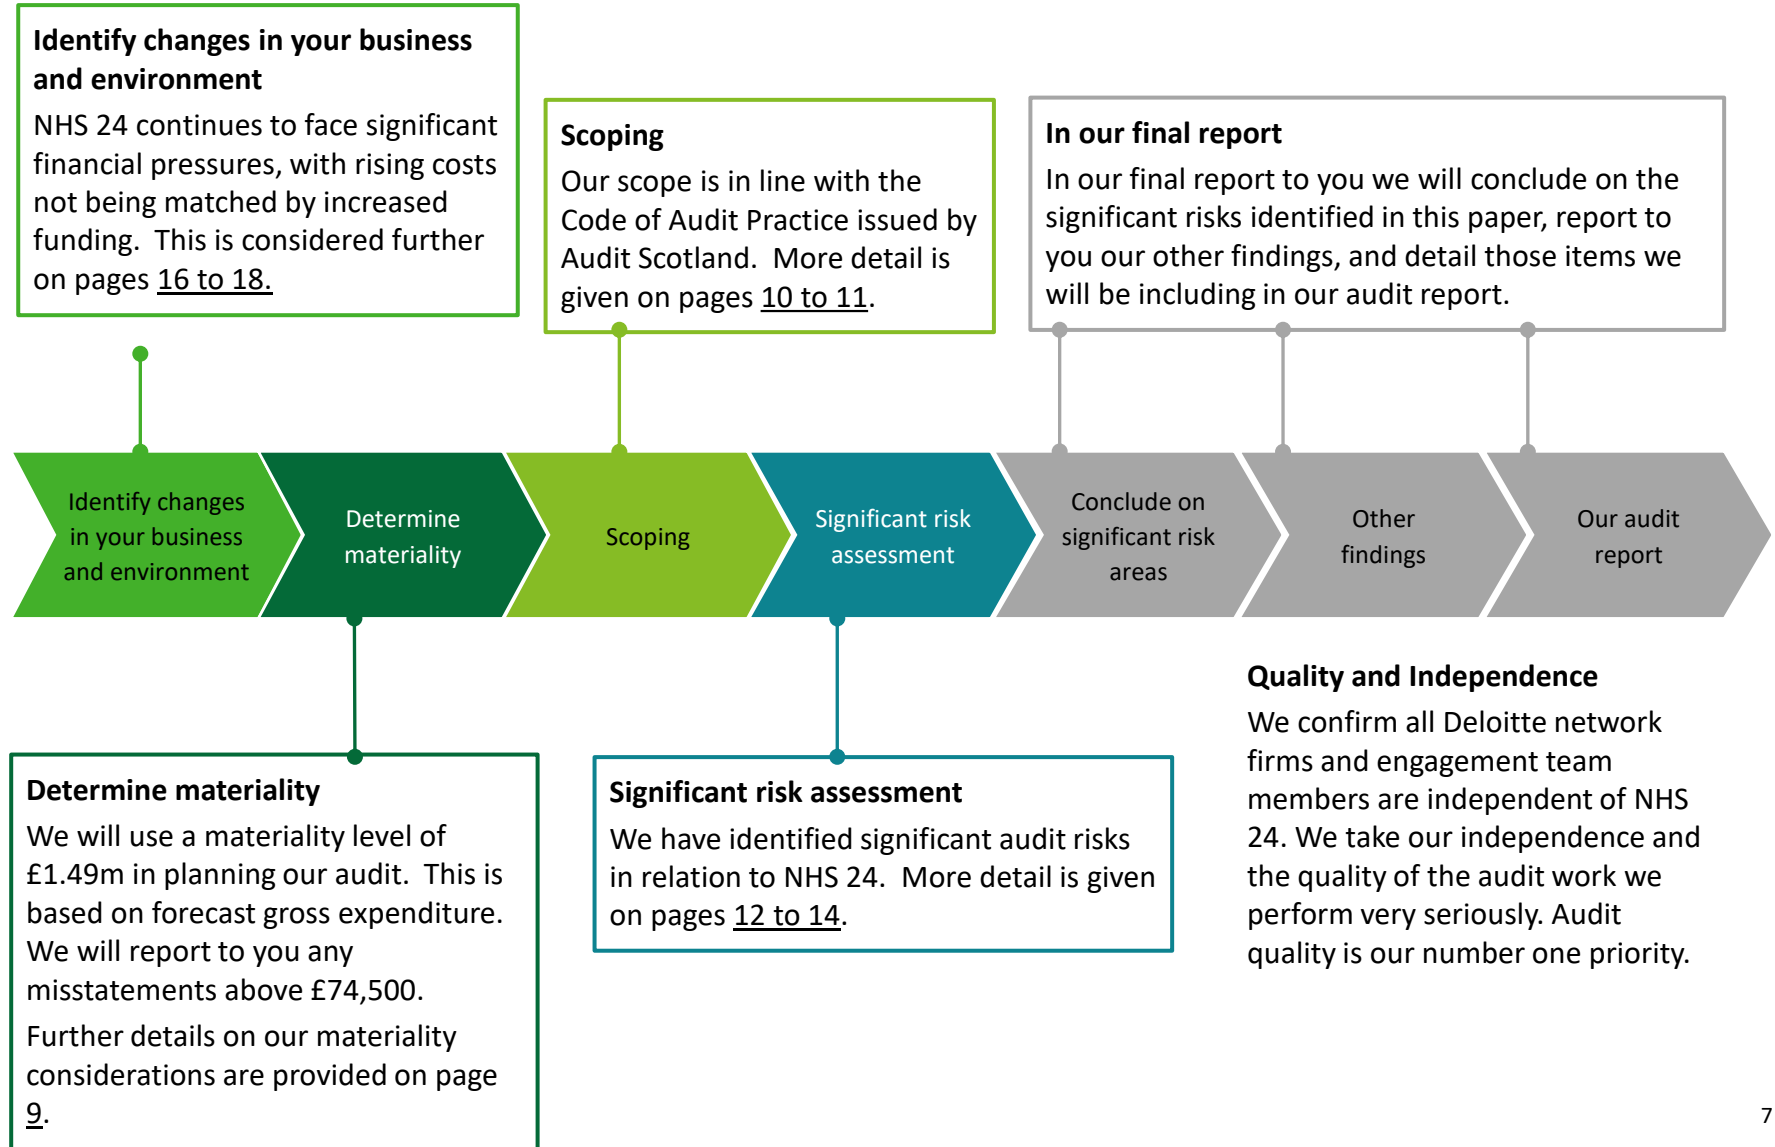 Identify changes in your business
and environment
NHS 24 continues to face significant
financial pressures, with rising costs
not being matched by increased
funding.  This is considered further
on pages 16 to 18.
Scoping
Our scope is in line with the
Code of Audit Practice issued by
Audit Scotland.  More detail is
given on pages 10 to 11.
In our final report
In our final report to you we will conclude on the
significant risks identified in this paper, report to
you our other findings, and detail those items we
will be including in our audit report.
Identify changes
in your business
and environment
Determine
materiality
Scoping
Significant risk
assessment
Conclude on
significant risk
areas
Other
findings
Our audit
report
Determine materiality
We will use a materiality level of
£1.49m in planning our audit.  This is
based on forecast gross expenditure.
We will report to you any
misstatements above £74,500.
Further details on our materiality
considerations are provided on page
9.
Significant risk assessment
We have identified significant audit risks
in relation to NHS 24.  More detail is given
on pages 12 to 14.
Quality and Independence
We confirm all Deloitte network
firms and engagement team
members are independent of NHS
24. We take our independence and
the quality of the audit work we
perform very seriously. Audit
quality is our number one priority.
7